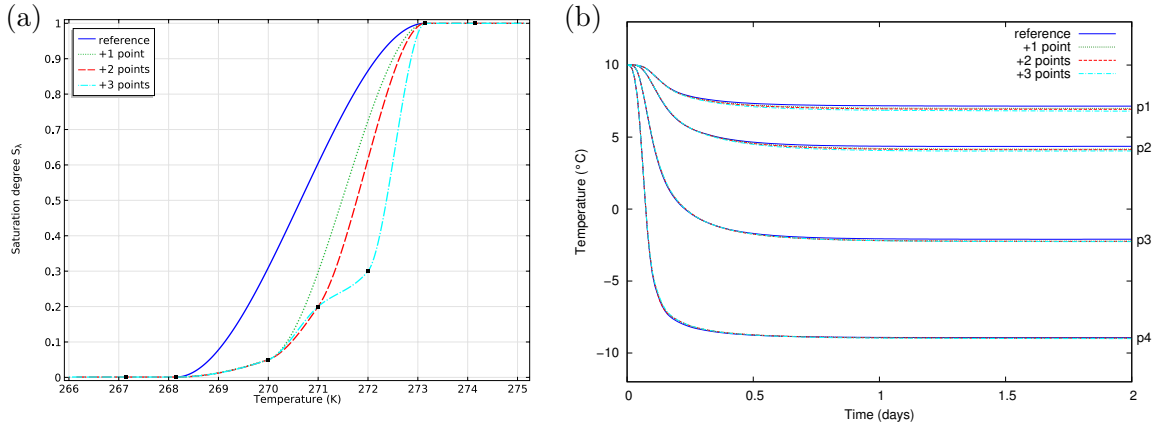 (a)
Saturation degree Sλ
1
0.9
0.8
0.7
0.6
0.5
0.4
0.3
0.2
0.1
0
reference
+1 point
+2 points
+3 points
266 267 268 269 270 271 272 273 274 275
Temperature (K)
(b)
Temperature (°C)
10
5
0
−5
−10
reference
+1 point
+2 points
+3 points
p1
p2
p3
p4
0 0.5 1 1.5 2
Time (days)